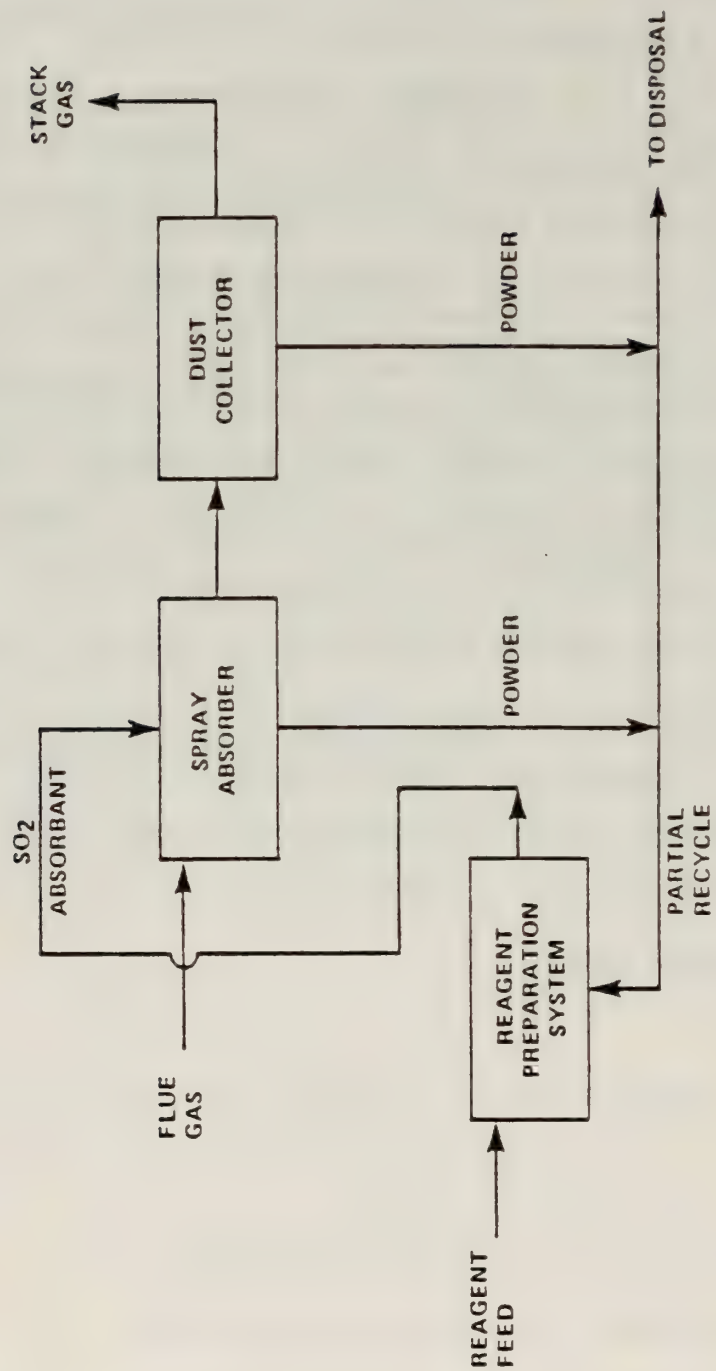 STACK
GAS
SO2
ABSORBANT
FLUE
GAS
SPRAY
ABSORBER
DUST
COLLECTOR
REAGENT
FEED
REAGENT
PREPARATION
SYSTEM
POWDER
POWDER
PARTIAL
RECYCLE
TO DISPOSAL